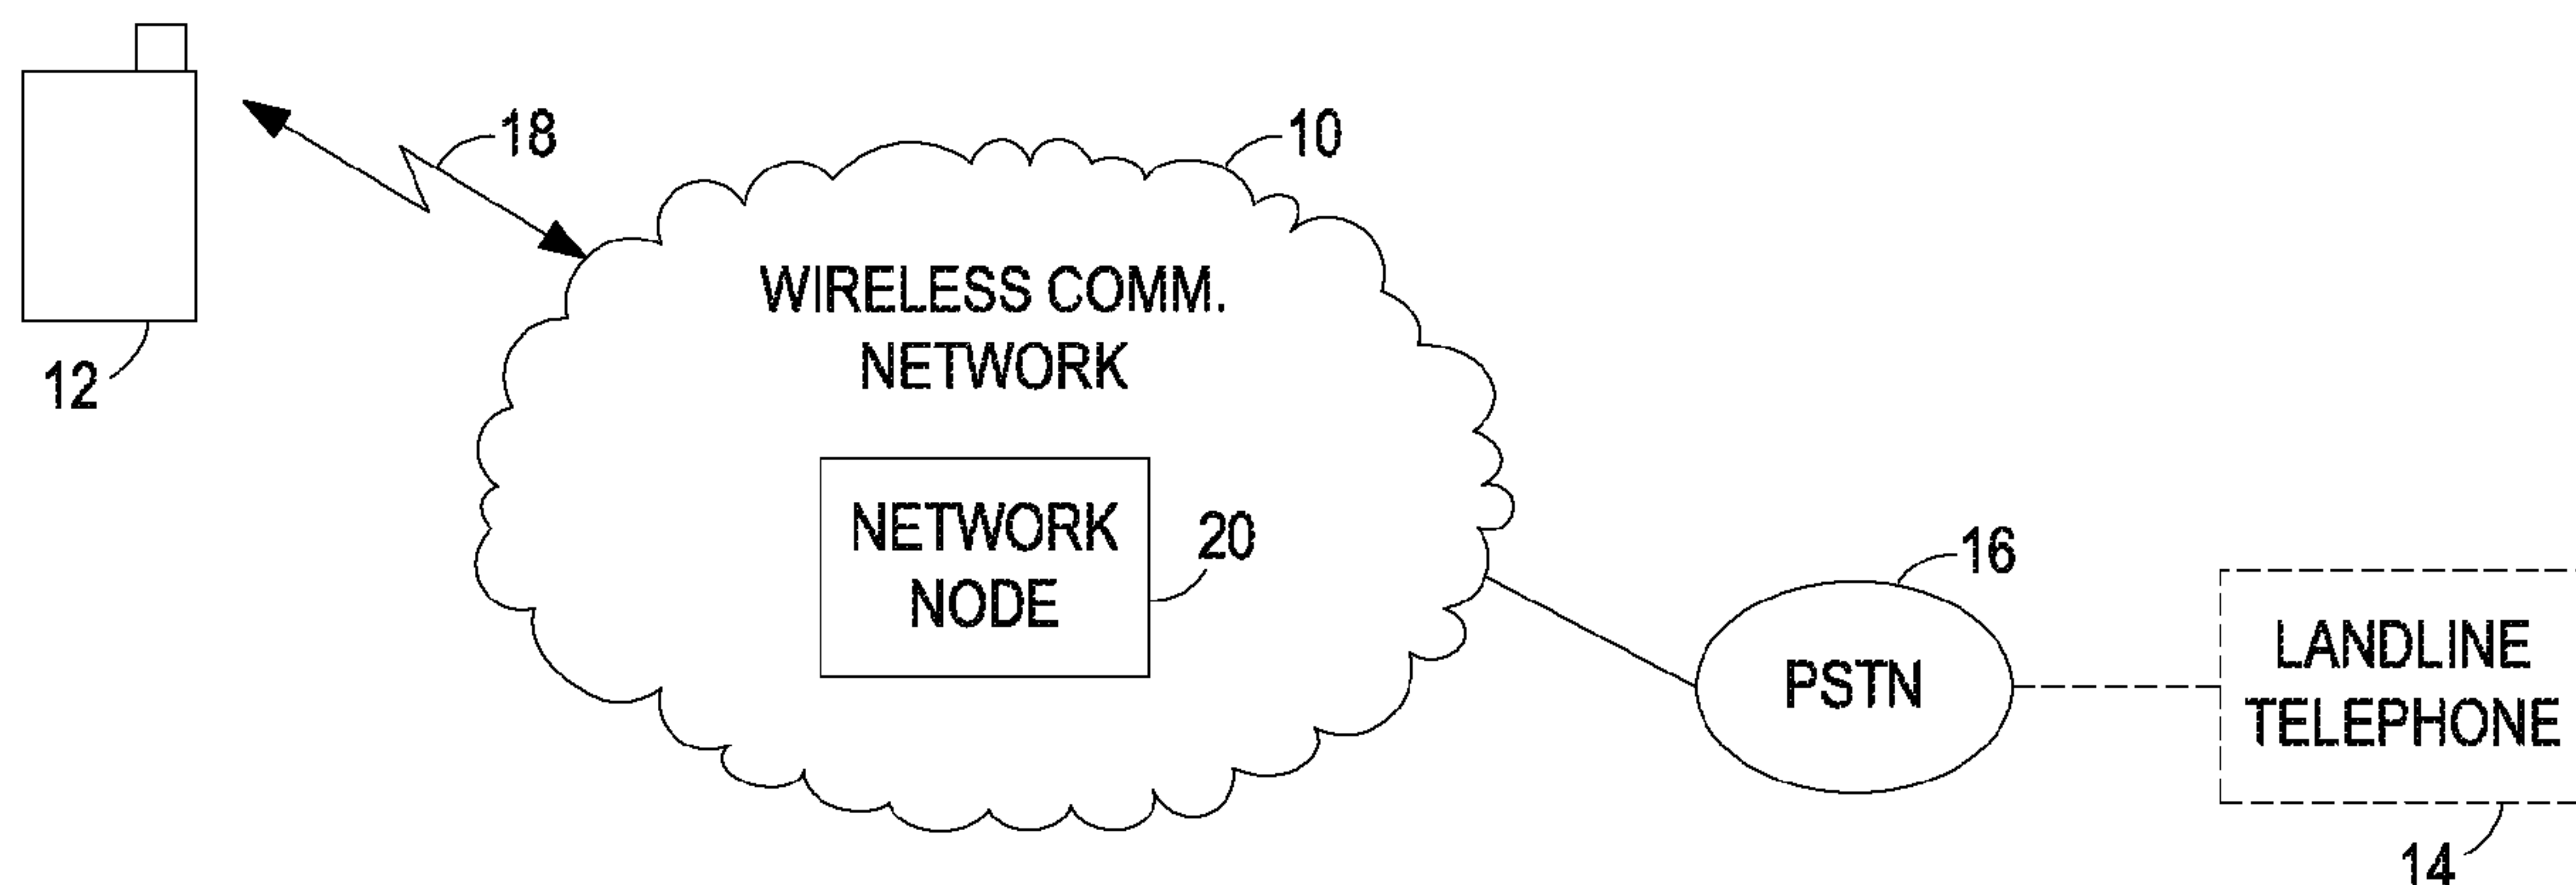 18
10
12
WIRELESS COMM.
NETWORK
NETWORK
NODE
20
16
PSTN
LANDLINE
TELEPHONE
14